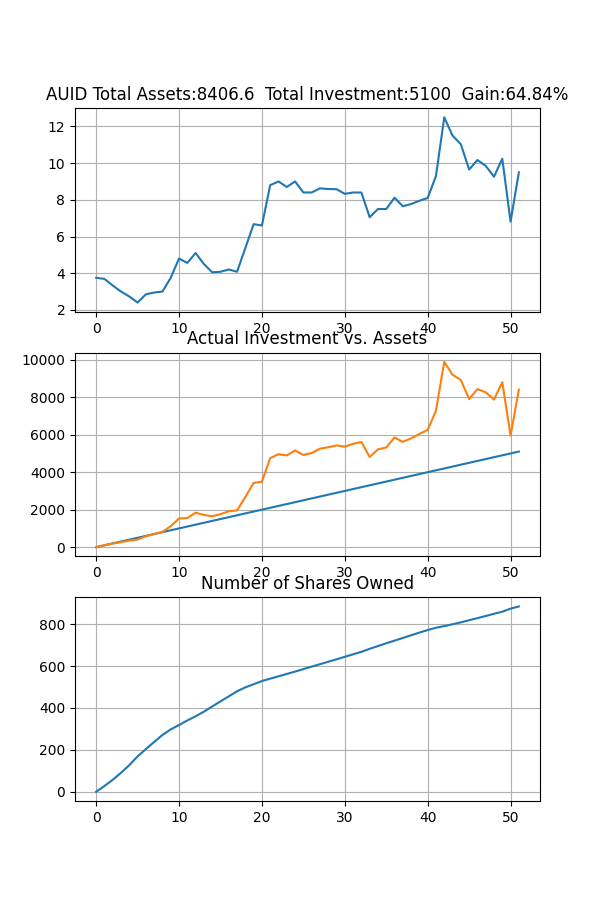 AUID Total Assets:8406.6  Total Investment:5100  Gain:64.84%
12
10
8
6
4
2
0 10 20 30 40 50
Actual Investment vs. Assets
10000
8000
6000
4000
2000
0
0 10 20 30 40 50
Number of Shares Owned
800
600
400
200
0
0 10 20 30 40 50